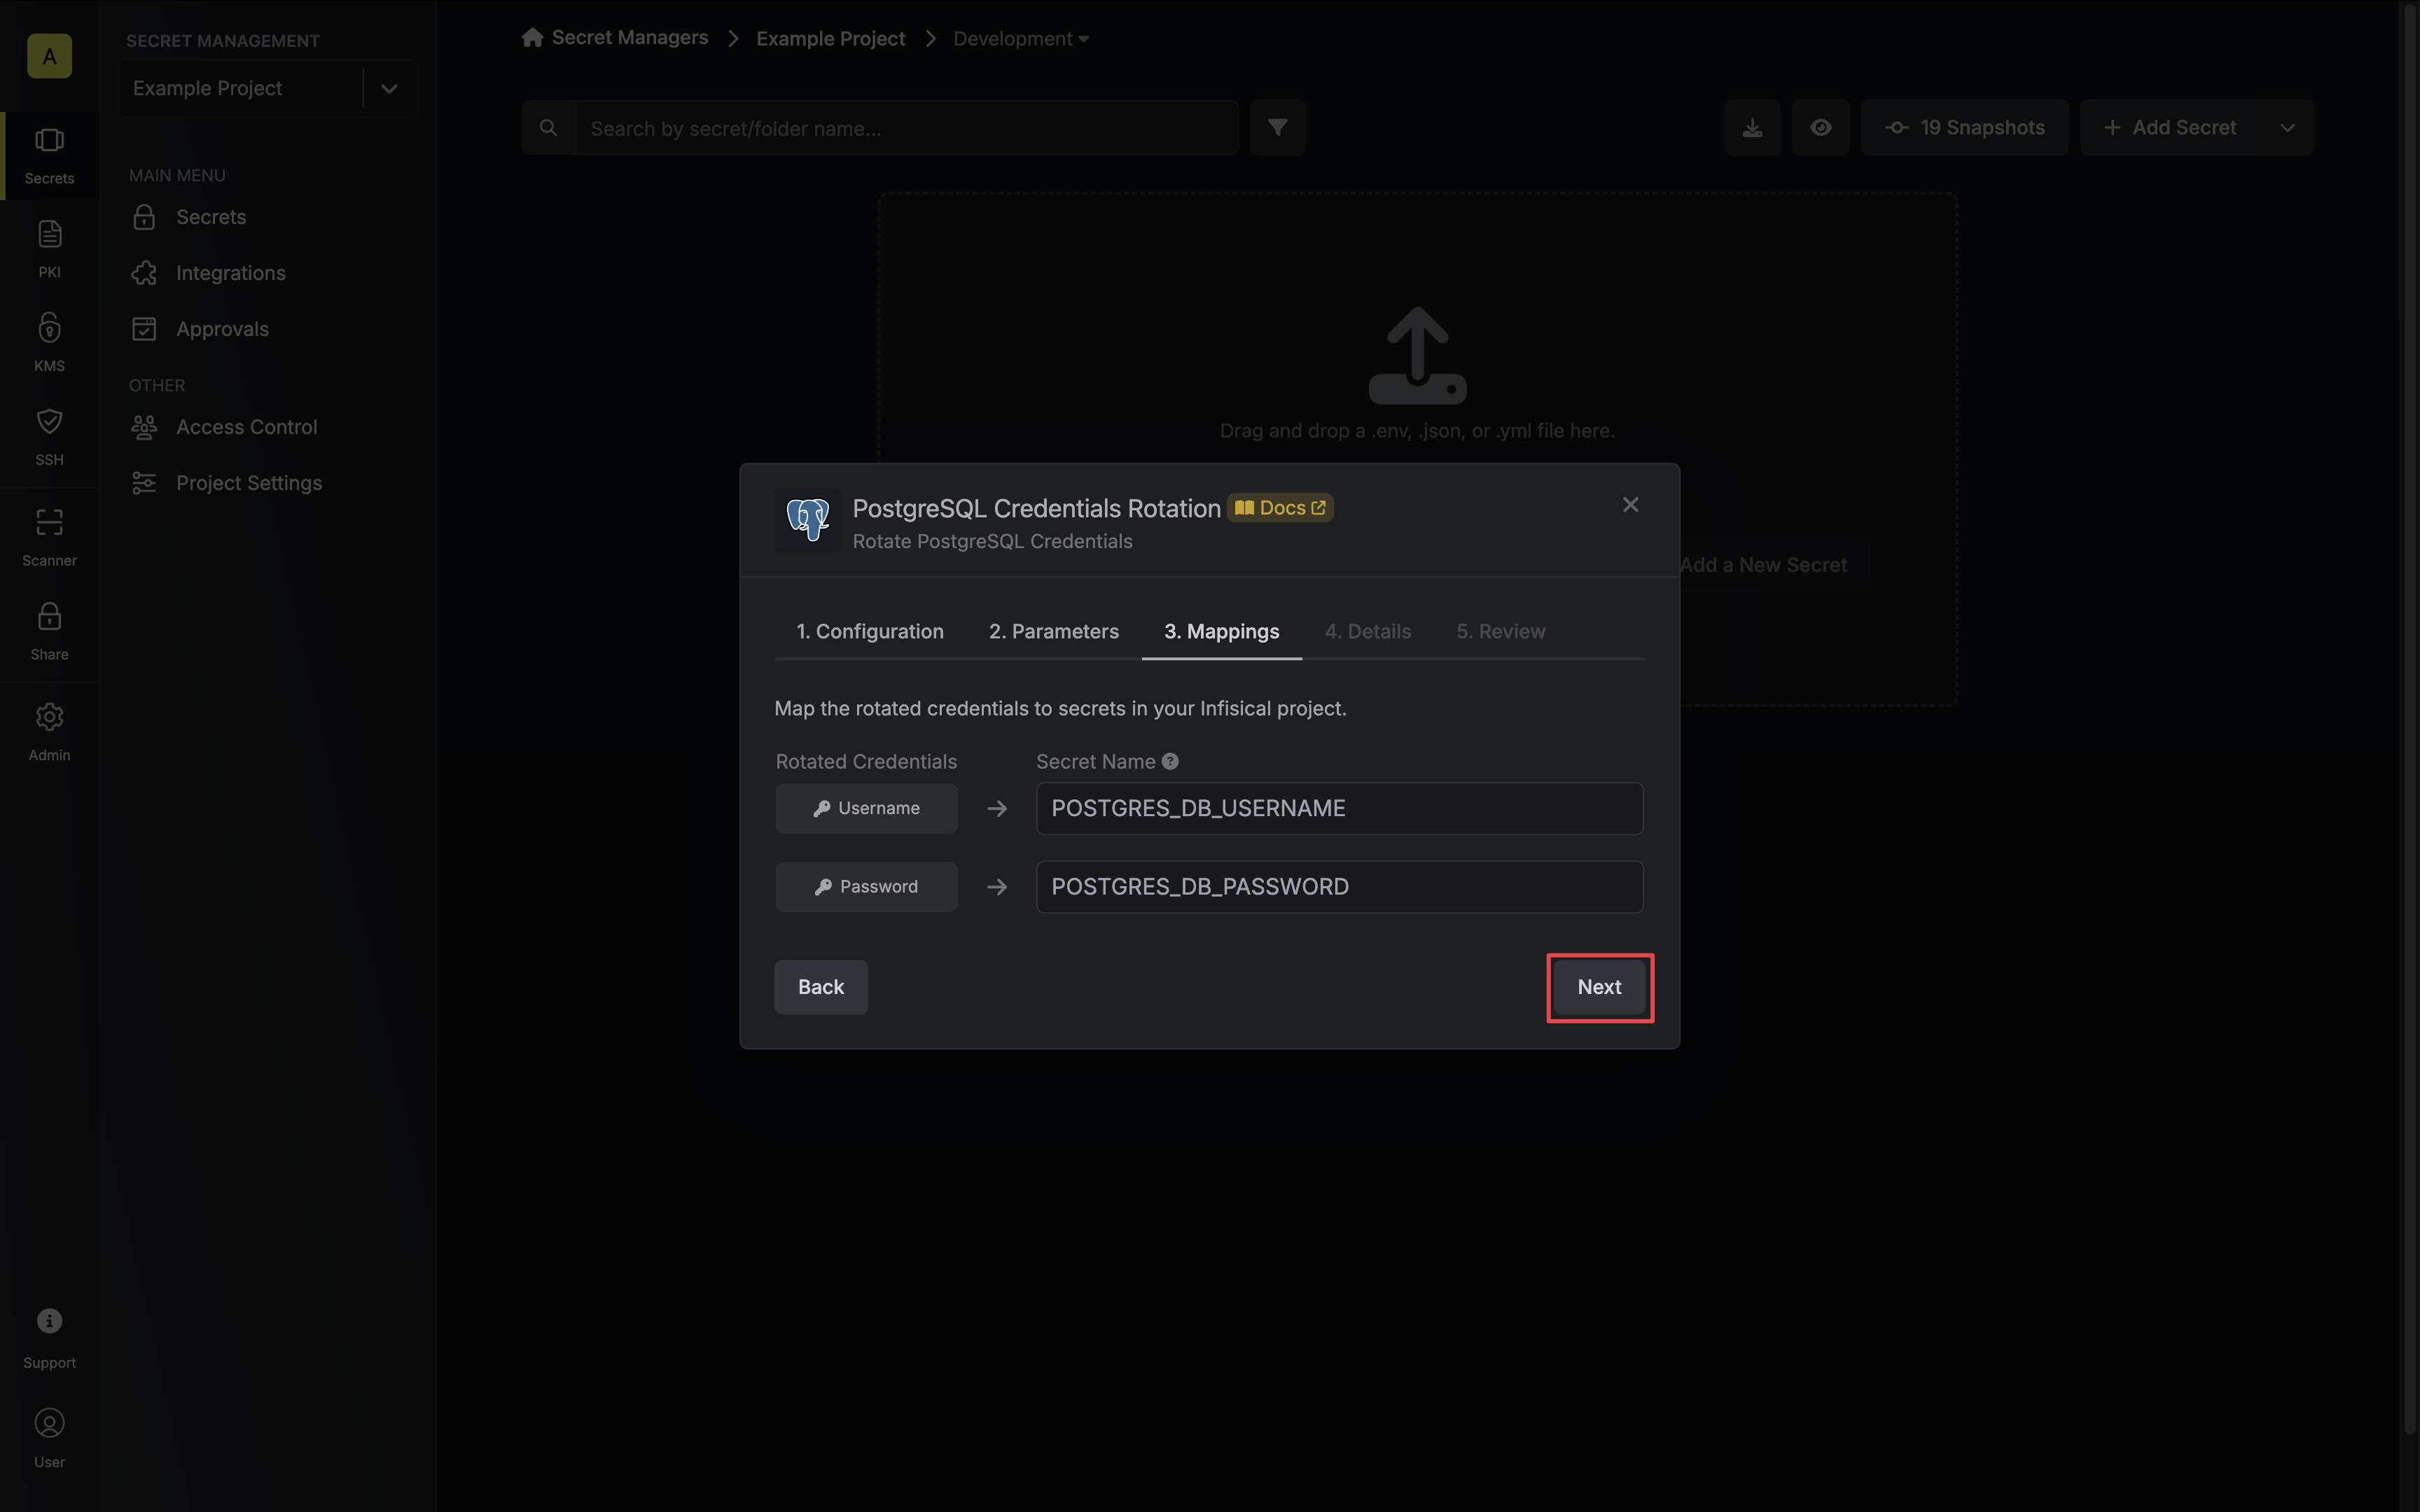 A
Secrets
PKI
KMS
SSH
Scanner
Share
Admin
Support
User
SECRET MANAGEMENT
Example Project
MAIN MENU
Secrets
Integrations
Approvals
OTHER
Access Control
Project Settings
Secret Managers > Example Project > Development
Search by secret/folder name...
19 Snapshots
+ Add Secret
Drag and drop a .env, .json, or .yml file here.
Add a New Secret
PostgreSQL Credentials Rotation Docs
Rotate PostgreSQL Credentials
1. Configuration 2. Parameters 3. Mappings 4. Details 5. Review
Map the rotated credentials to secrets in your Infisical project.
Rotated Credentials Secret Name ?
Username → POSTGRES_DB_USERNAME
Password → POSTGRES_DB_PASSWORD
Back Next